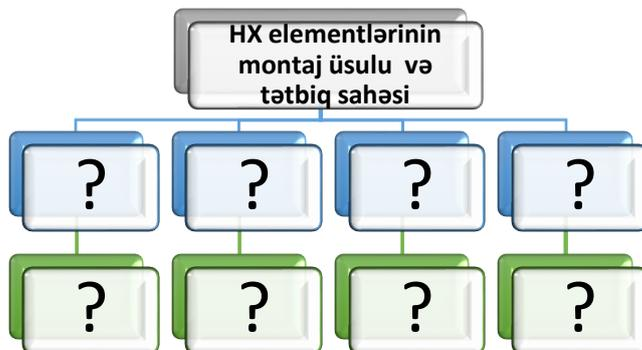 HX elementlərinin
montaj üsulu və
tətbiq sahəsi
? ? ? ?
? ? ? ?